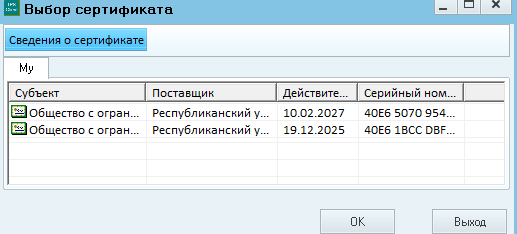 Выбор сертификата
Сведения о сертификате
My
Субъект Поставщик Действите... Серийный ном...
Общество с огран... Республиканский у... 10.02.2027 40E6 5070 954...
Общество с огран... Республиканский у... 19.12.2025 40E6 1BCC DBF...
OK Выход